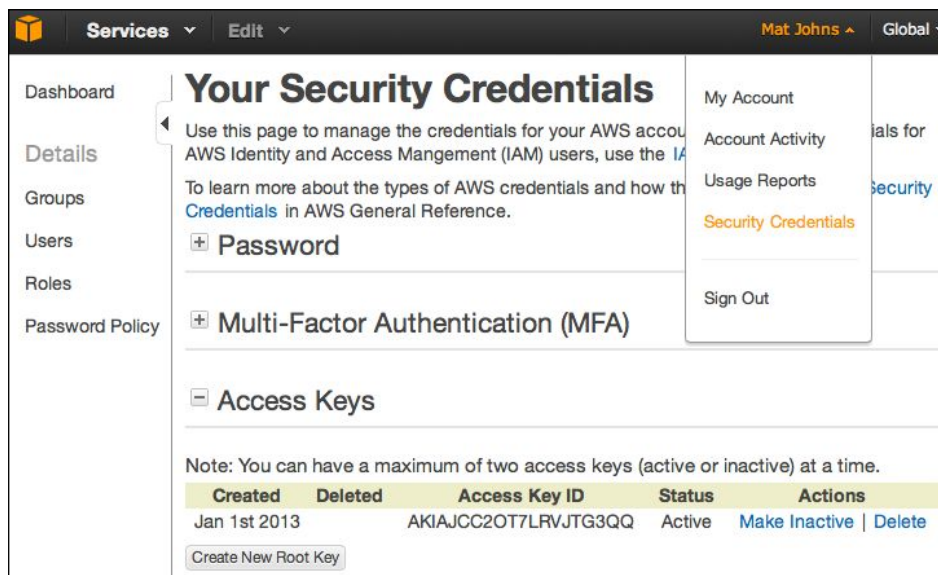 Services Edit Mat Johns Global
Dashboard
Details
Groups
Users
Roles
Password Policy
Your Security Credentials
Use this page to manage the credentials for your AWS accou ials for
AWS Identity and Access Mangement (IAM) users, use the IA
To learn more about the types of AWS credentials and how th Security
Credentials in AWS General Reference.
Password
Multi-Factor Authentication (MFA)
Access Keys
Note: You can have a maximum of two access keys (active or inactive) at a time.
Created Deleted Access Key ID Status Actions
Jan 1st 2013 AKIAJCC2OT7LRVJTG3QQ Active Make Inactive | Delete
Create New Root Key
My Account
Account Activity
Usage Reports
Security Credentials
Sign Out